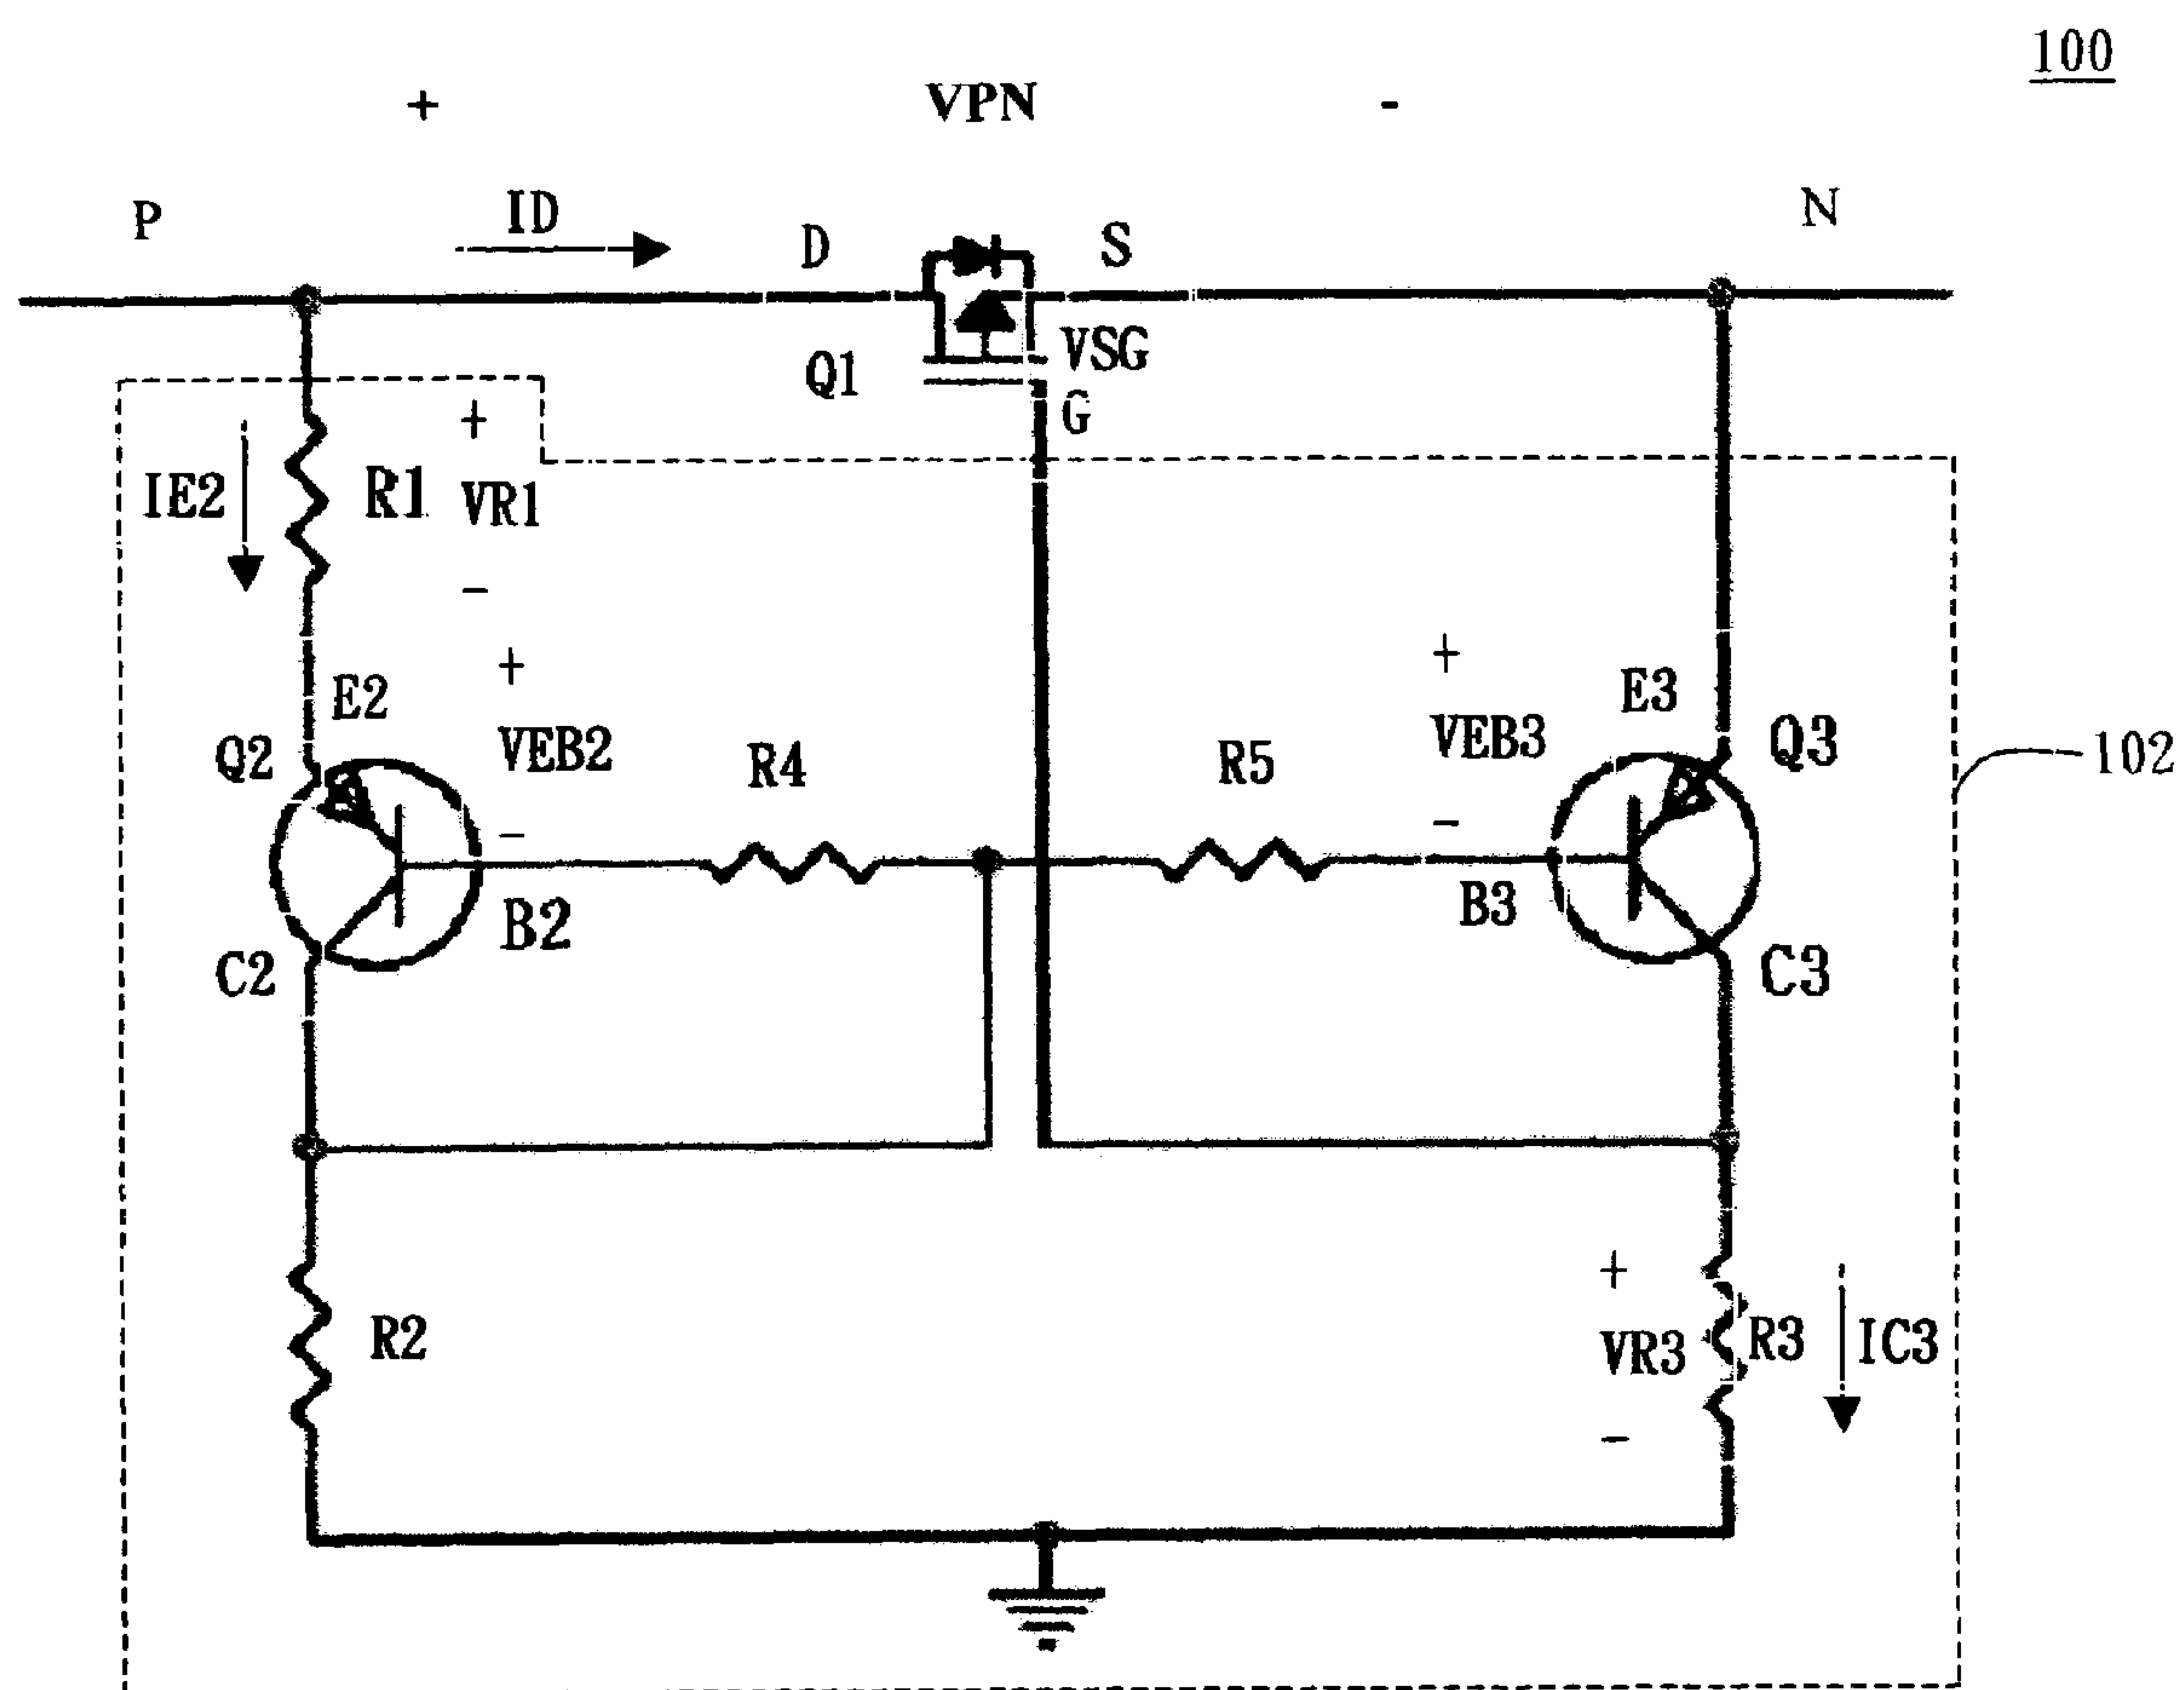 100
+ VPN -
P ID D S N
Q1 VSG
G
+
IE2 R1 VR1
-
+ +
E2 E3
Q2 VEB2 R4 R5 VEB3 Q3 102
- -
B2 B3
C2 C3
+
R2 VR3 R3 IC3
-